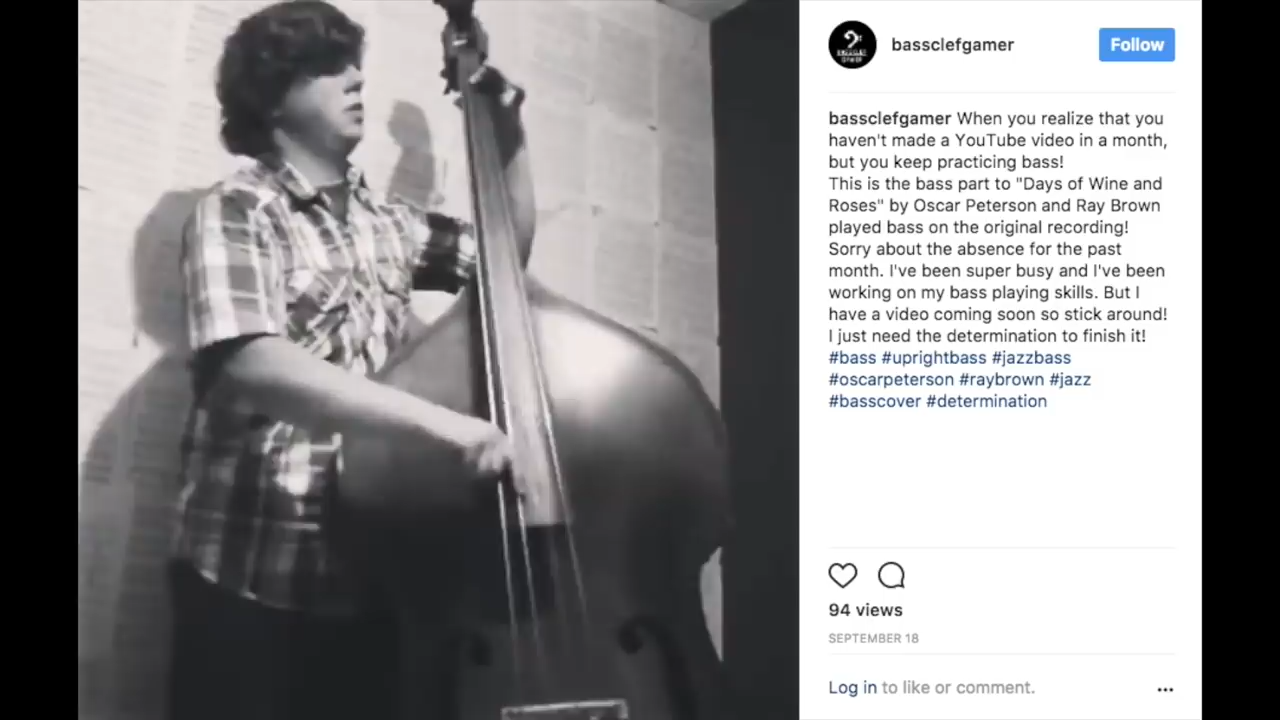 bassclefgamer
Follow
bassclefgamer When you realize that you
haven't made a YouTube video in a month,
but you keep practicing bass!
This is the bass part to "Days of Wine and
Roses" by Oscar Peterson and Ray Brown
played bass on the original recording!
Sorry about the absence for the past
month. I've been super busy and I've been
working on my bass playing skills. But I
have a video coming soon so stick around!
I just need the determination to finish it!
#bass #uprightbass #jazzbass
#oscarpeterson #raybrown #jazz
#basscover #determination
94 views
SEPTEMBER 18
Log in to like or comment.